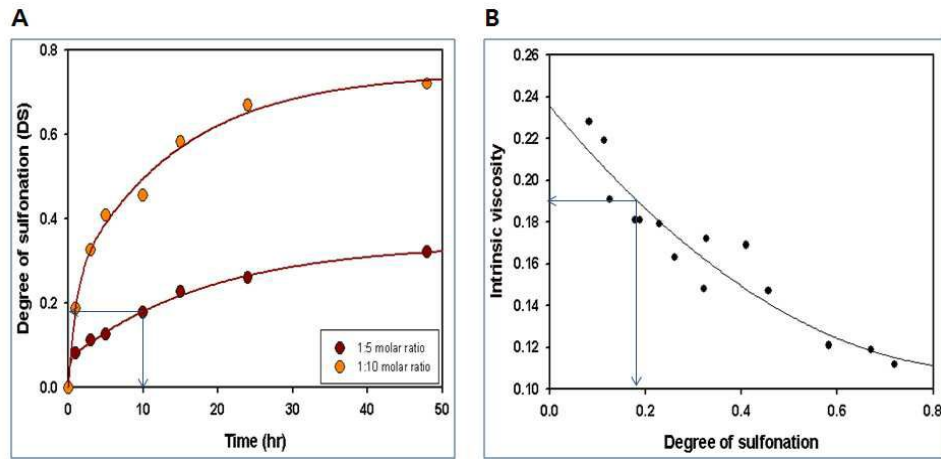 A
Degree of sulfonation (DS)
0.8
0.6
0.4
0.2
0.0
0 10 20 30 40 50
Time (hr)
1:5 molar ratio
1:10 molar ratio
B
Intrinsic viscosity
0.26
0.24
0.22
0.20
0.18
0.16
0.14
0.12
0.10
0.0 0.2 0.4 0.6 0.8
Degree of sulfonation